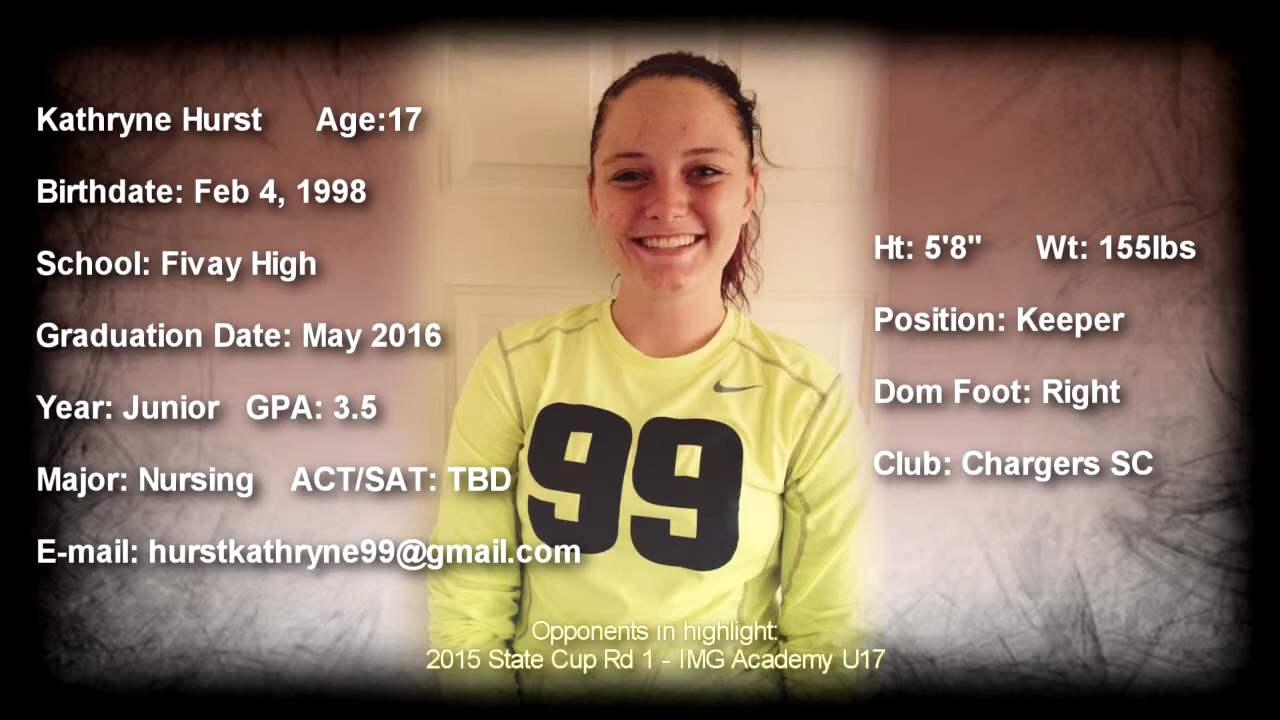 Kathryne Hurst Age:17
Birthdate: Feb 4, 1998
School: Fivay High
Graduation Date: May 2016
Year: Junior GPA: 3.5
Major: Nursing ACT/SAT: TBD
E-mail: hurstkathryne99@gmail.com
Ht: 5'8" Wt: 155lbs
Position: Keeper
Dom Foot: Right
Club: Chargers SC
99
Opponents in highlight:
2015 State Cup Rd 1 - IMG Academy U17